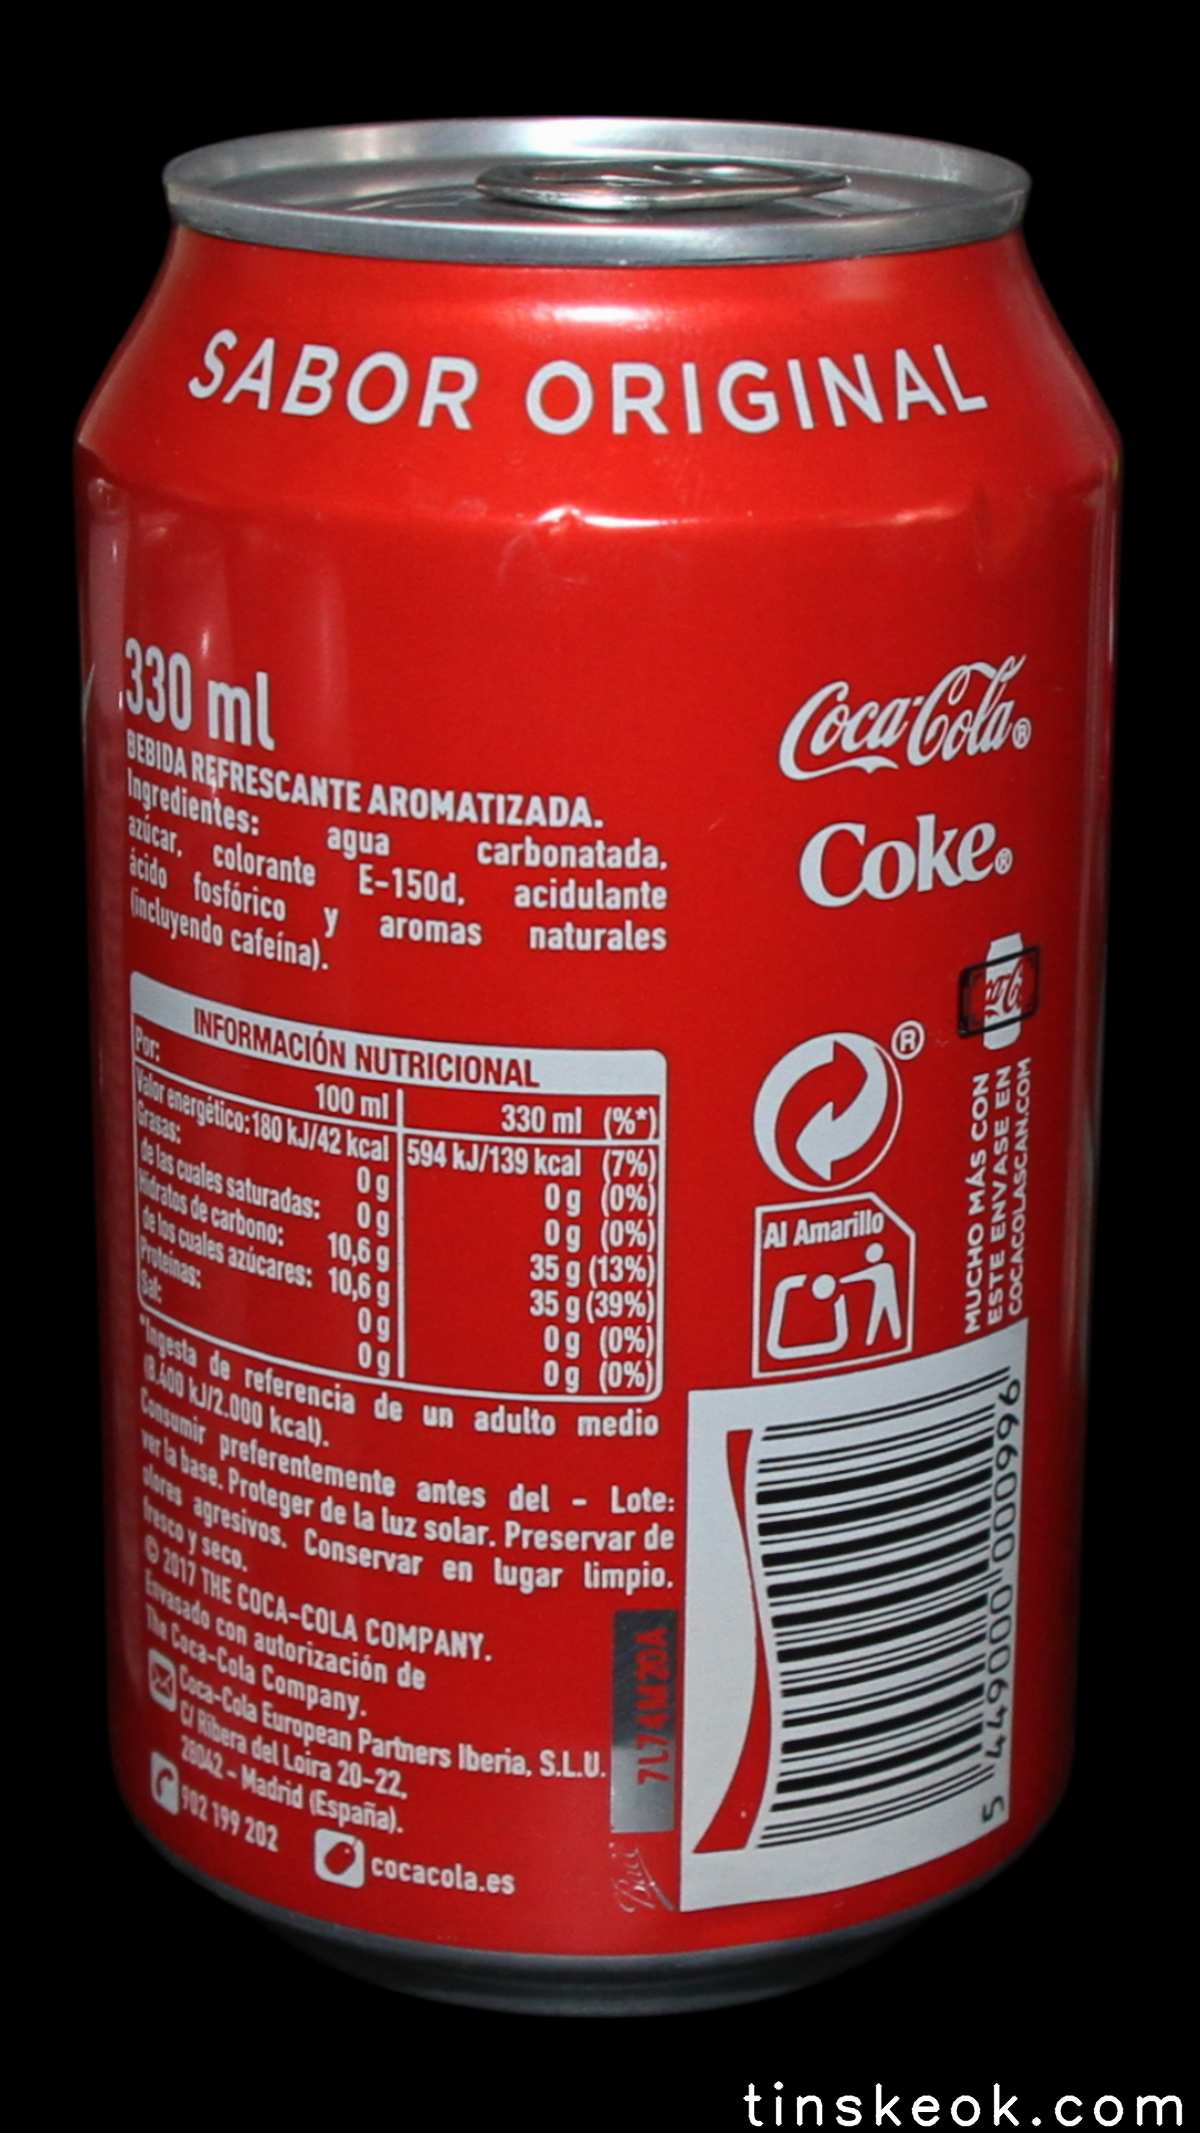 SABOR ORIGINAL
330 ml
BEBIDA REFRESCANTE AROMATIZADA.
Ingredientes: agua carbonatada,
azúcar, colorante E-150d, acidulante
ácido fosfórico y aromas naturales
(incluyendo cafeína).
INFORMACIÓN NUTRICIONAL
Por: 100 ml 330 ml (%*)
Valor energético: 180 kJ/42 kcal 594 kJ/139 kcal (7%)
Grasas: 0 g 0 g (0%)
de las cuales saturadas: 0 g 0 g (0%)
Hidratos de carbono: 10,6 g 35 g (13%)
de los cuales azúcares: 10,6 g 35 g (39%)
Proteínas: 0 g 0 g (0%)
Sal: 0 g 0 g (0%)
*Ingesta de referencia de un adulto medio
(8.400 kJ/2.000 kcal).
Consumir preferentemente antes del - Lote:
ver la base. Proteger de la luz solar. Preservar de
olores agresivos. Conservar en lugar limpio,
fresco y seco.
© 2017 THE COCA-COLA COMPANY.
Envasado con autorización de
The Coca-Cola Company.
Coca-Cola European Partners Iberia, S.L.U.
C/ Ribera del Loira 20-22,
28042 - Madrid (España).
902 199 202
cocacola.es
7L74M20A
Ball
Coca-Cola®
Coke®
®
Al Amarillo
MUCHO MÁS CON
ESTE ENVASE EN
COCACOLASCAN.COM
5 449000 000996
tinskeok.com